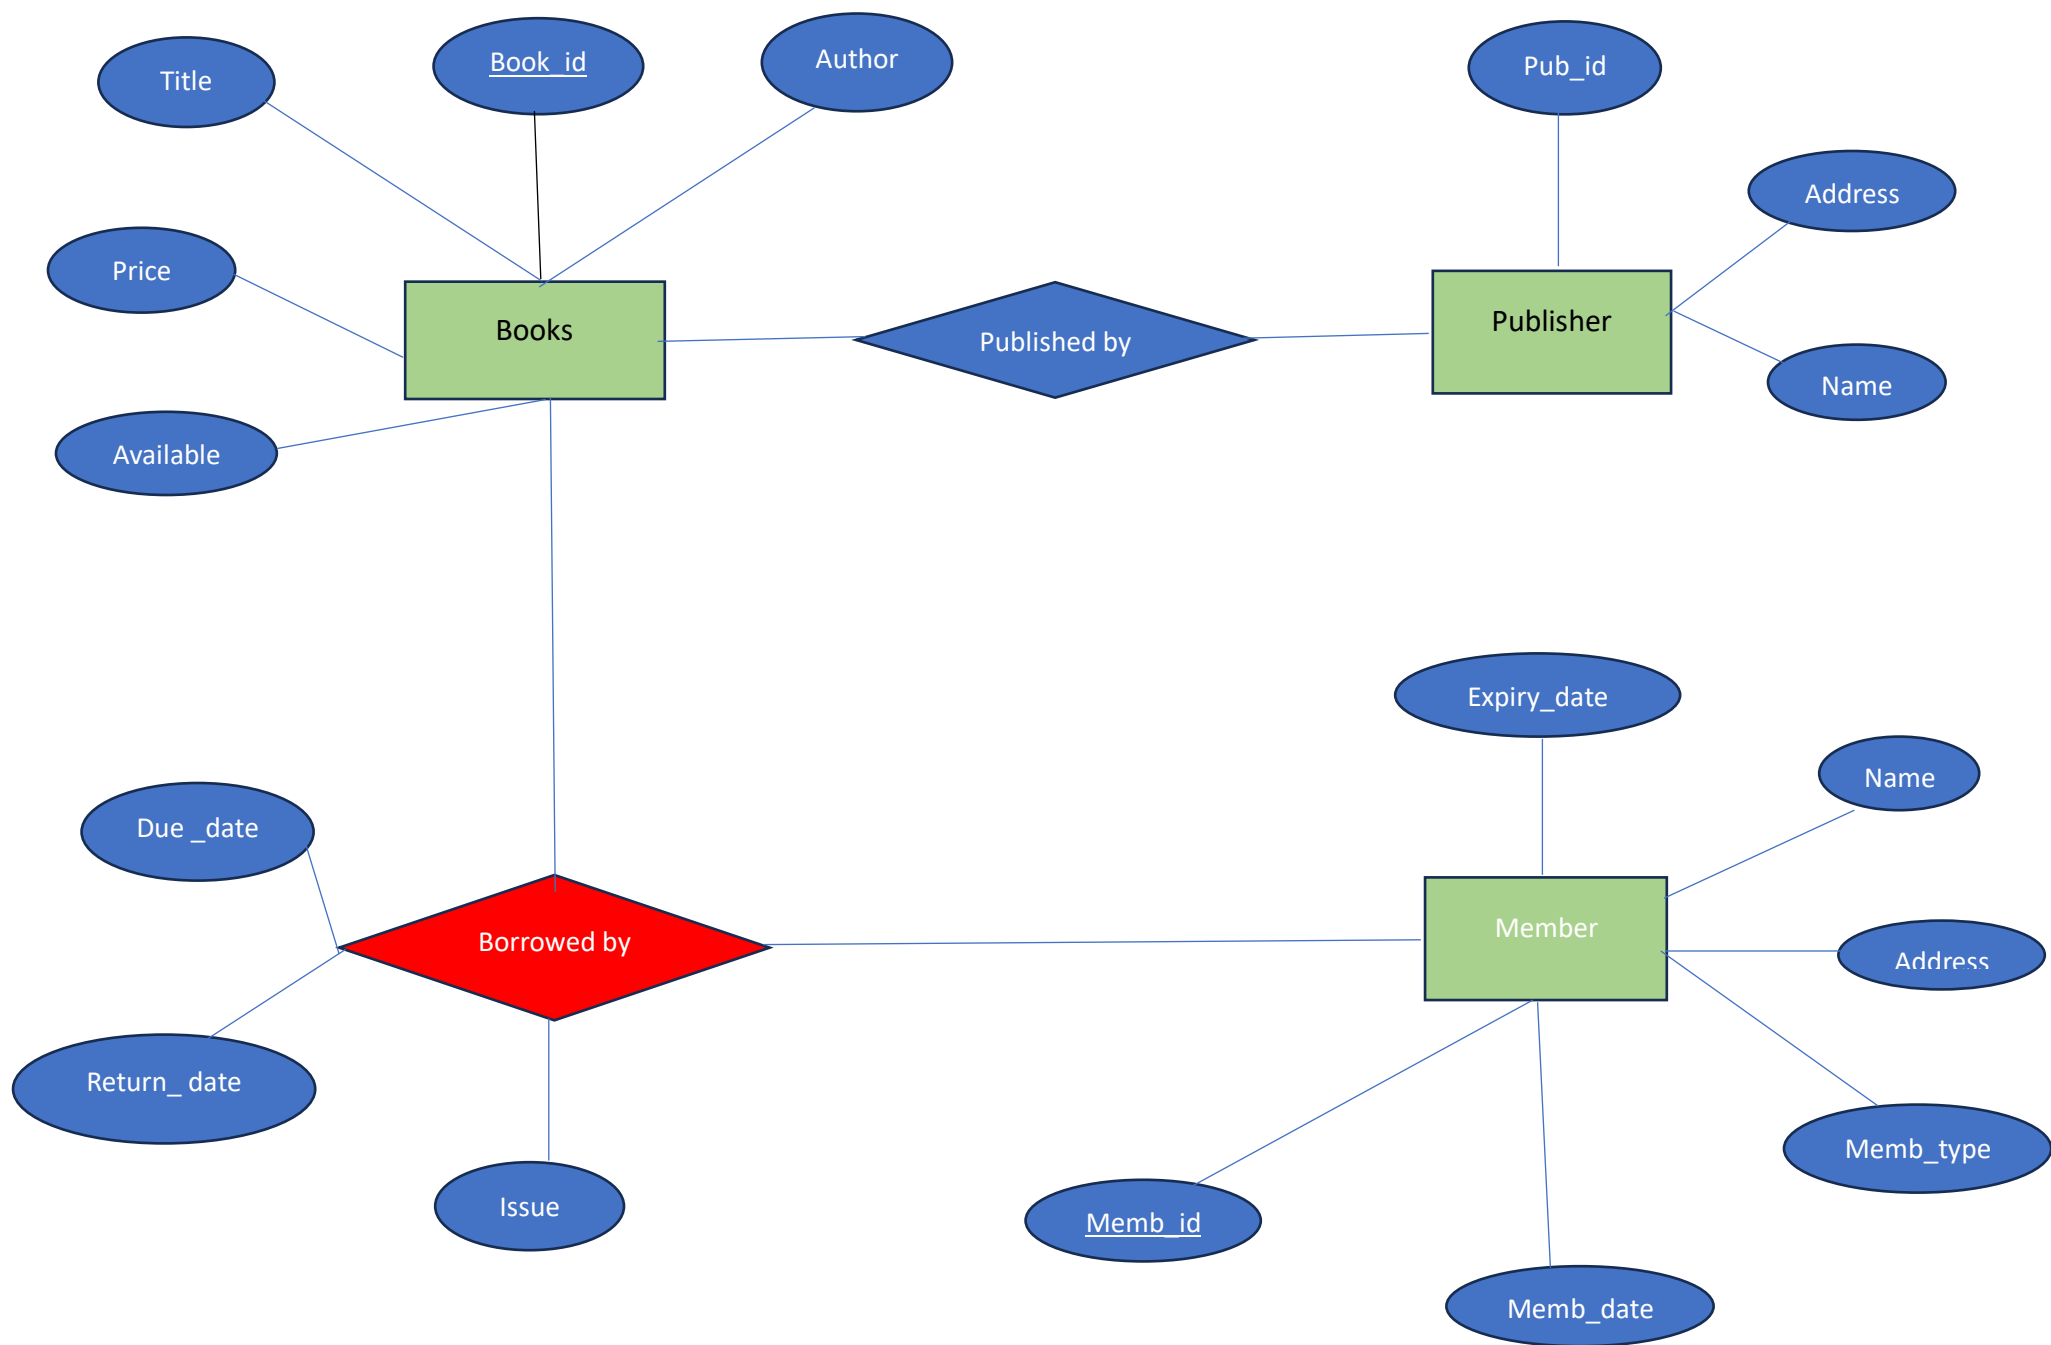 Title
Book_id
Author
Pub_id
Address
Price
Books
Published by
Publisher
Name
Available
Expiry_date
Name
Due _date
Borrowed by
Member
Address
Return_ date
Memb_type
Issue
Memb_id
Memb_date